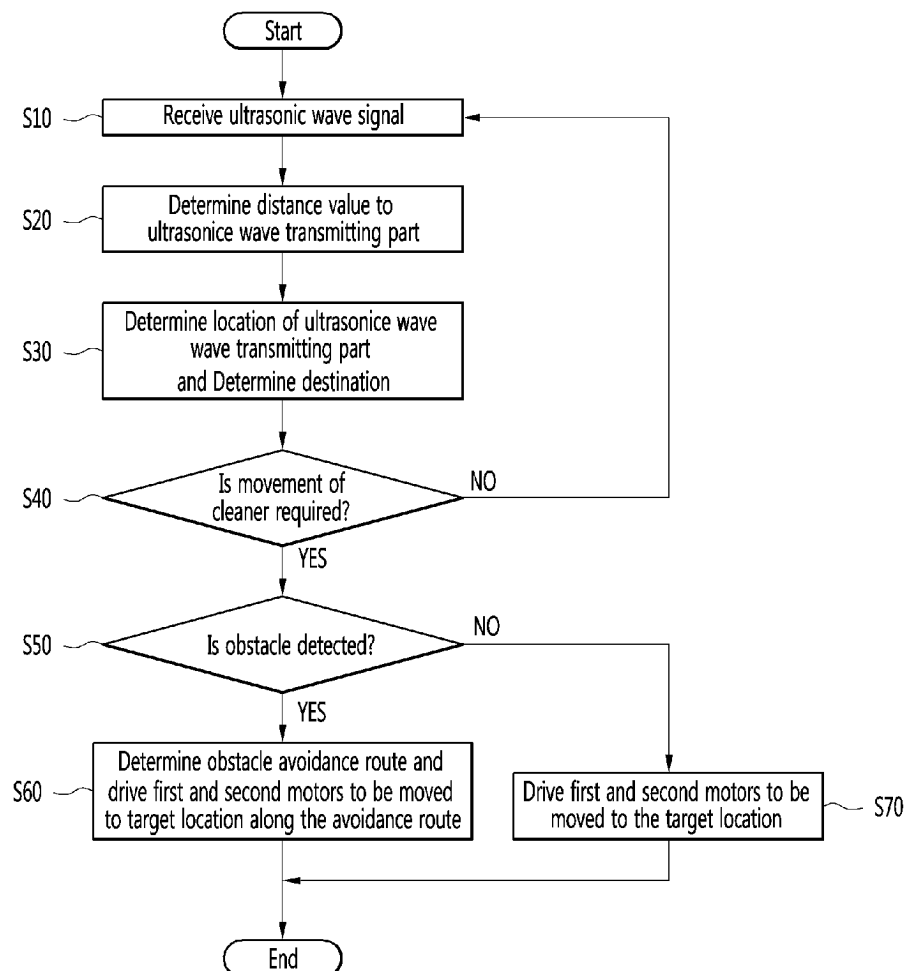 Start
S10
Receive ultrasonic wave signal
S20
Determine distance value to
ultrasonice wave transmitting part
S30
Determine location of ultrasonice wave
wave transmitting part
and Determine destination
S40
Is movement of
cleaner required?
NO
YES
S50
Is obstacle detected?
NO
YES
S60
Determine obstacle avoidance route and
drive first and second motors to be moved
to target location along the avoidance route
Drive first and second motors to be
moved to the target location
S70
End